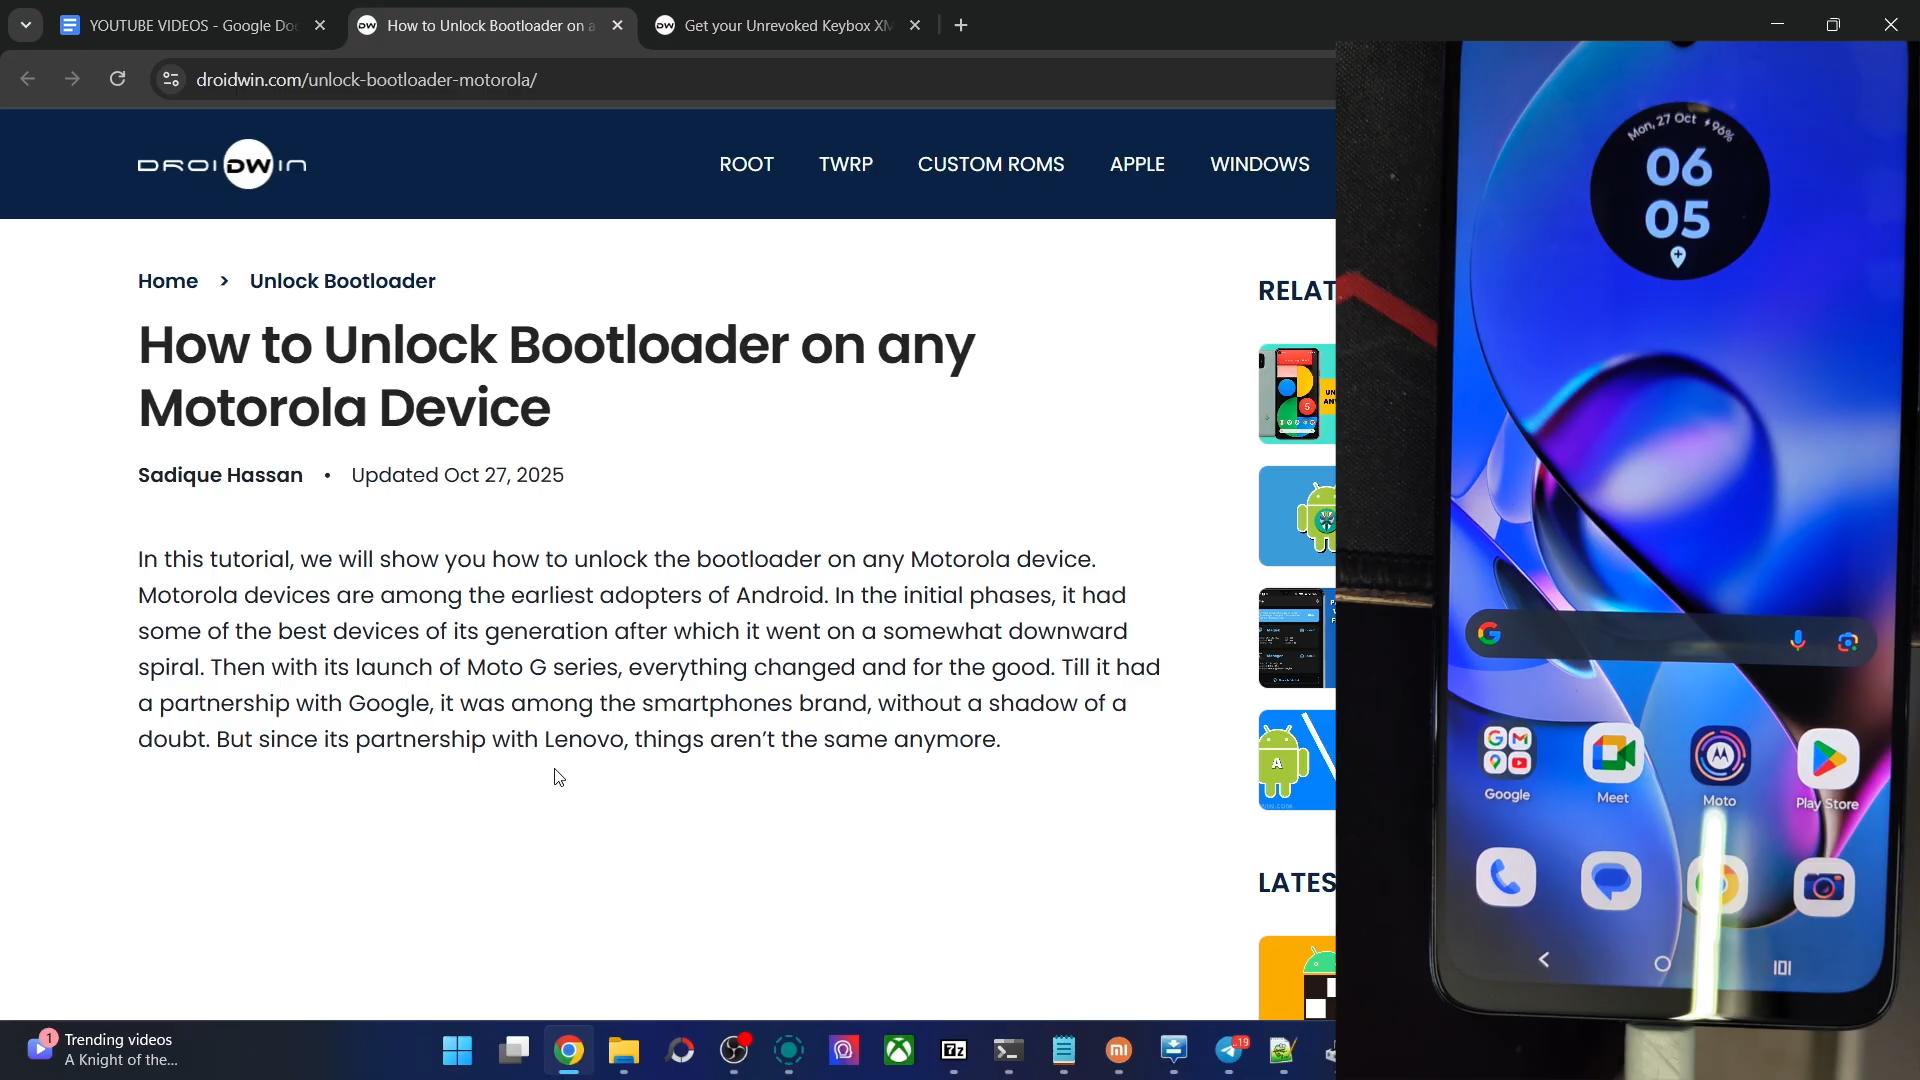 YOUTUBE VIDEOS - Google Do
How to Unlock Bootloader on a
Get your Unrevoked Keybox XM
droidwin.com/unlock-bootloader-motorola/
DROIDWIN
ROOT
TWRP
CUSTOM ROMS
APPLE
WINDOWS
Home > Unlock Bootloader
How to Unlock Bootloader on any
Motorola Device
Sadique Hassan • Updated Oct 27, 2025
In this tutorial, we will show you how to unlock the bootloader on any Motorola device.
Motorola devices are among the earliest adopters of Android. In the initial phases, it had
some of the best devices of its generation after which it went on a somewhat downward
spiral. Then with its launch of Moto G series, everything changed and for the good. Till it had
a partnership with Google, it was among the smartphones brand, without a shadow of a
doubt. But since its partnership with Lenovo, things aren't the same anymore.
RELAT
LATES
Mon, 27 Oct 96%
06
05
Google
Meet
Moto
Play Store
1
Trending videos
A Knight of the...
7z
19